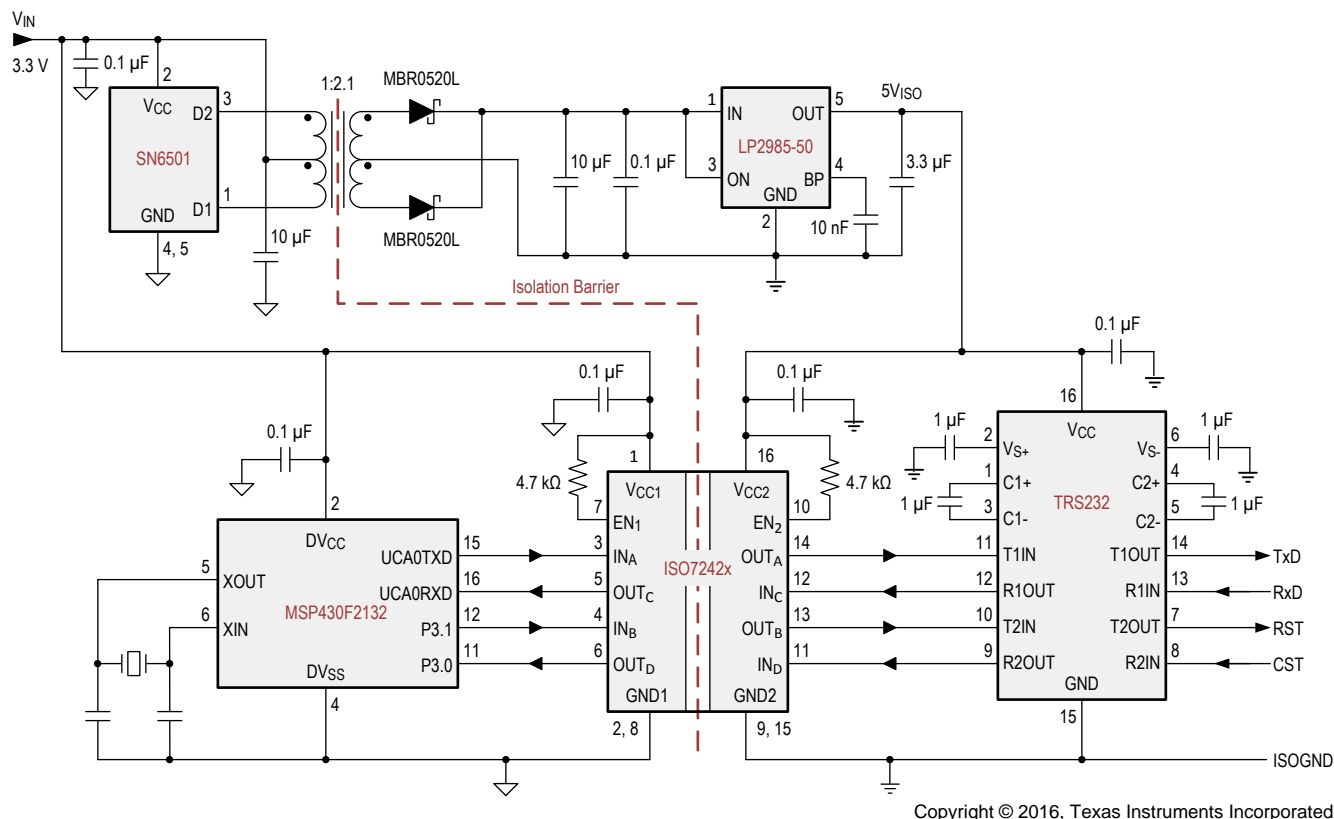 VIN
3.3 V
0.1 µF
2
VCC
D2
3
SN6501
GND
D1
1
4, 5
10 µF
1:2.1
MBR0520L
MBR0520L
10 µF
0.1 µF
1
IN
OUT
5
LP2985-50
3
ON
BP
4
GND
2
10 nF
5VISO
3.3 µF
Isolation Barrier
0.1 µF
2
DVCC
5
XOUT
6
XIN
MSP430F2132
UCA0TXD
15
UCA0RXD
16
P3.1
12
P3.0
11
DVSS
4
0.1 µF
4.7 kΩ
1
VCC1
7
EN1
3
INA
5
OUTC
4
INB
6
OUTD
GND1
2, 8
ISO7242x
0.1 µF
4.7 kΩ
16
VCC2
EN2
10
OUTA
14
INC
12
OUTB
13
IND
11
GND2
9, 15
0.1 µF
16
VCC
1 µF
2
VS+
1
C1+
1 µF
3
C1-
TRS232
VS-
6
1 µF
C2+
4
C2-
5
1 µF
11
T1IN
T1OUT
14
TxD
12
R1OUT
R1IN
13
RxD
10
T2IN
T2OUT
7
RST
9
R2OUT
R2IN
8
CST
GND
15
ISOGND
Copyright © 2016, Texas Instruments Incorporated